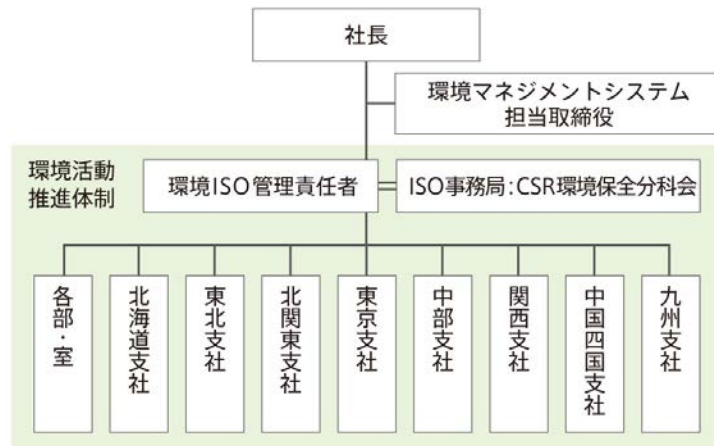 社長
環境マネジメントシステム
担当取締役
環境活動
推進体制
環境ISO管理責任者
ISO事務局：CSR環境保全分科会
各部・室
北海道支社
東北支社
北関東支社
東京支社
中部支社
関西支社
中国四国支社
九州支社